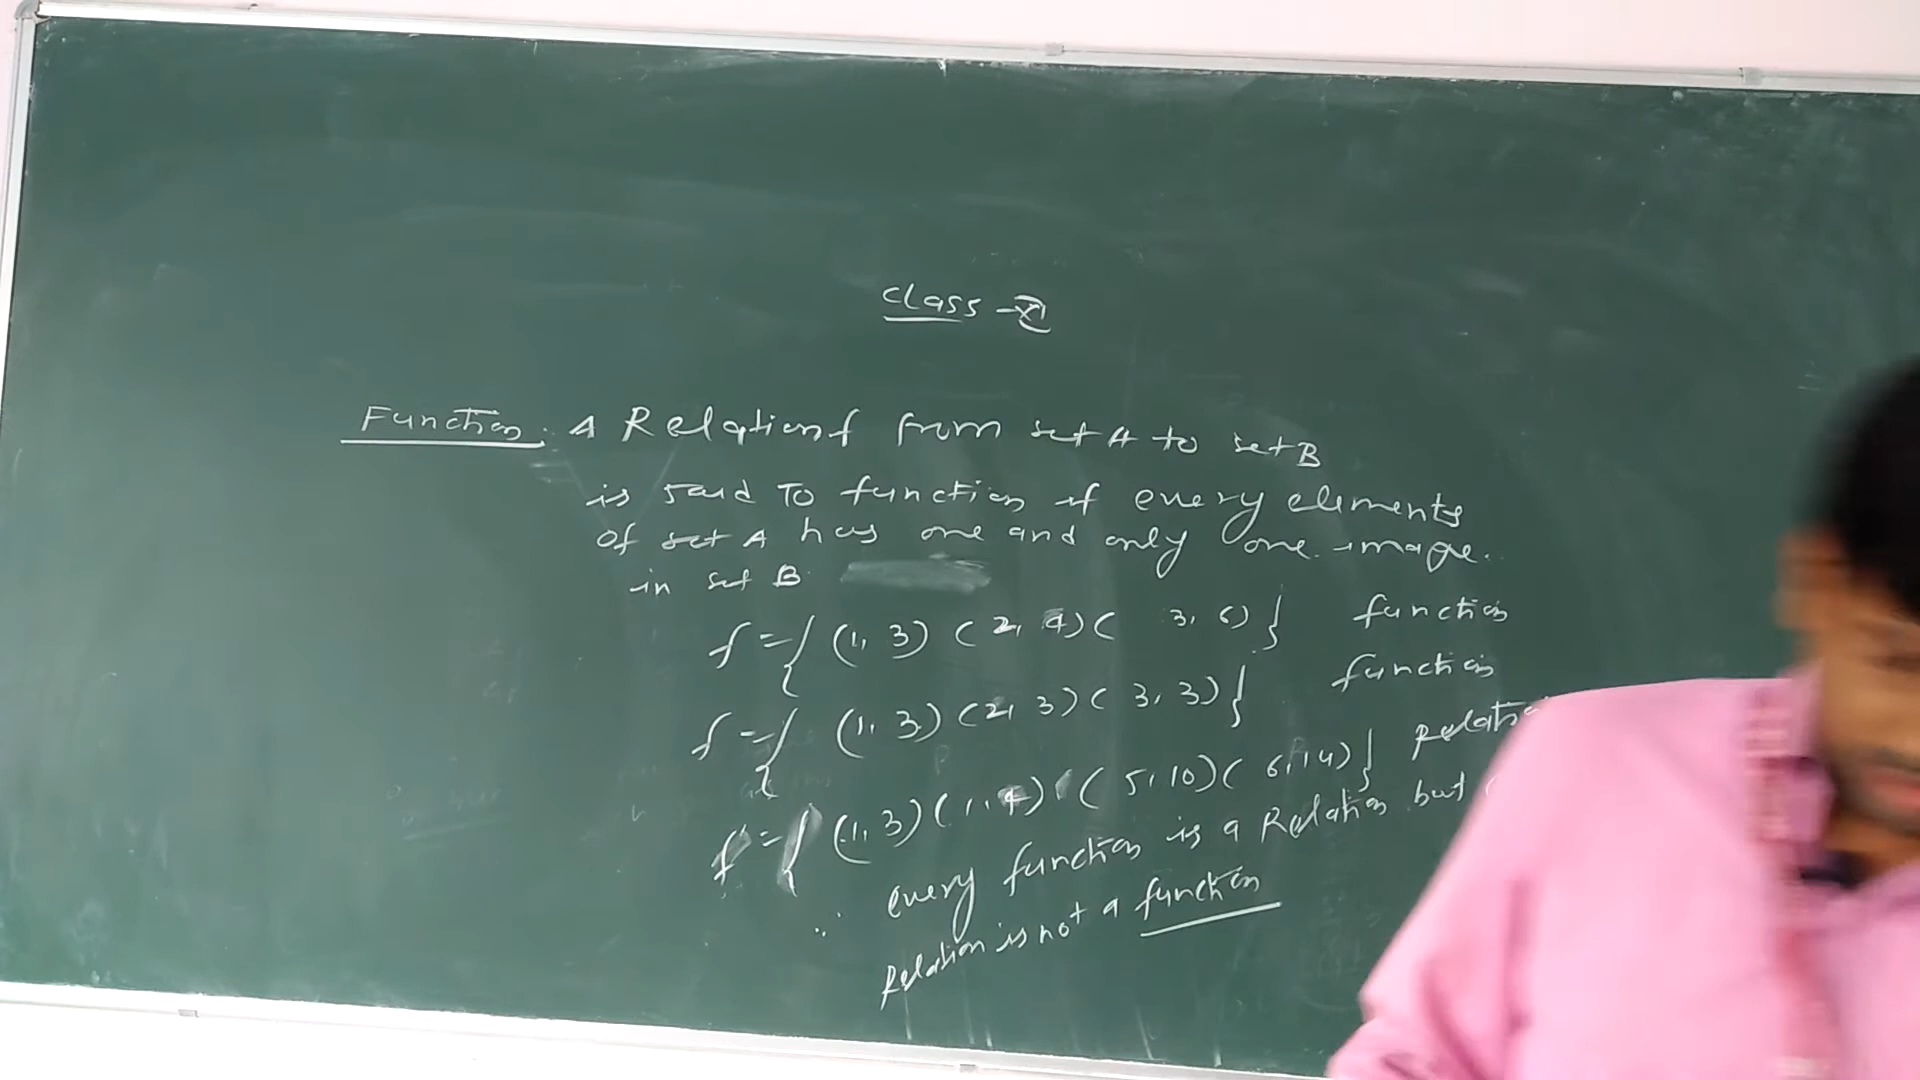 class - XI
Function. A Relation f from set A to set B
is said To function if every elements
of set A has one and only one image.
in set B
f = { (1, 3) (2, 4) ( 3, 6) } function
f = { (1, 3) (2, 3) ( 3, 3) } function
f = { (1, 3) (1, 4) ( 5, 10) ( 6, 14) }
∴ every function is a Relation but
Relation is not a function